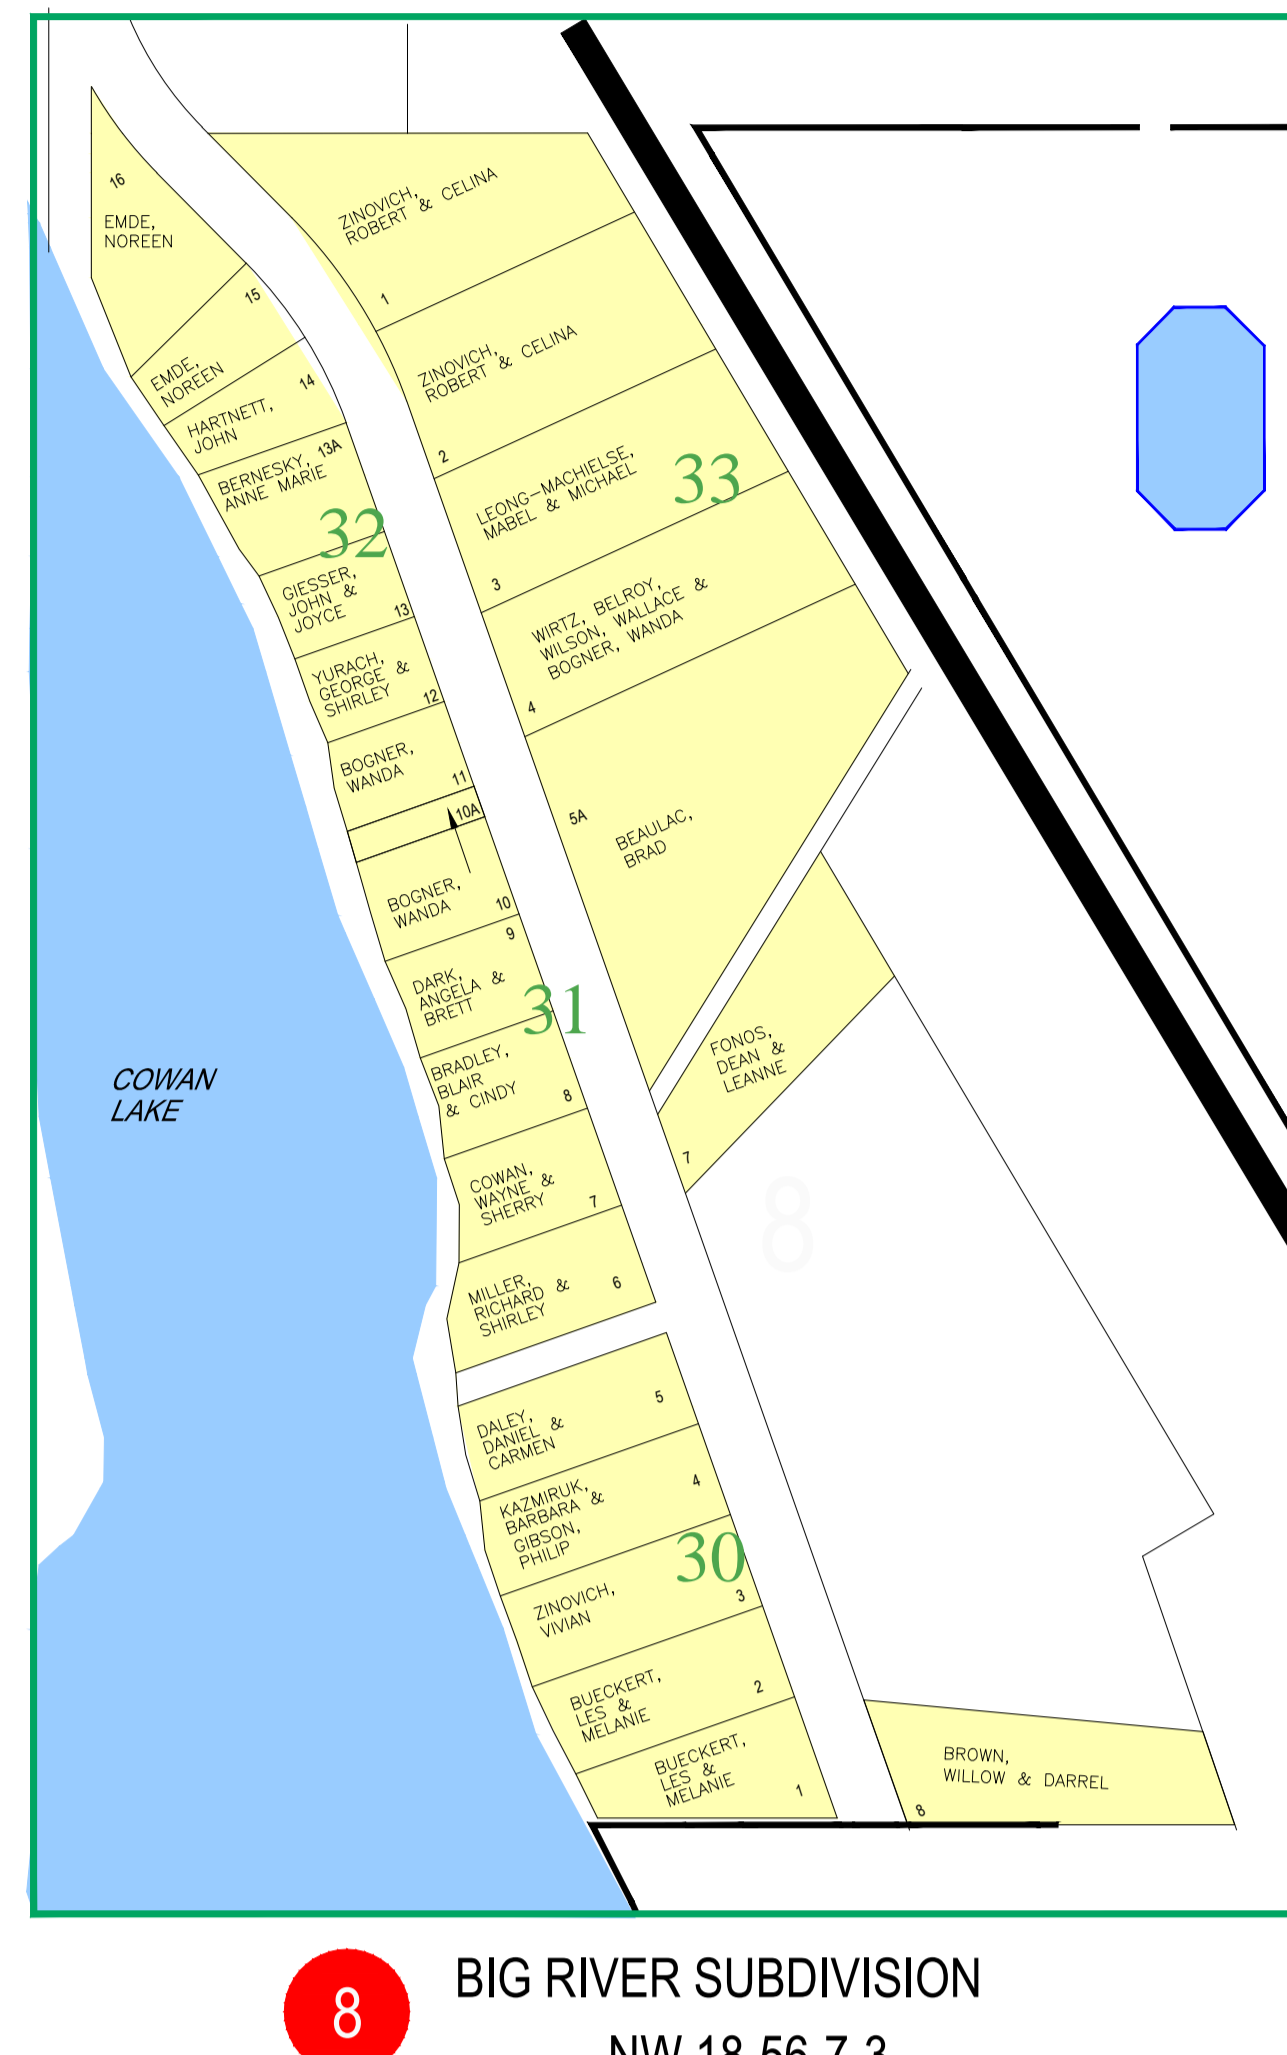 16
EMDE,
NOREEN
15
EMDE,
NOREEN
14
HARTNETT,
JOHN
13A
BERNESKY,
ANNE MARIE
32
GIESSER,
JOHN &
JOYCE
13
YURACH,
GEORGE &
SHIRLEY
12
BOGNER,
WANDA
11
10A
BOGNER,
WANDA
10
9
DARK,
ANGELA &
BRETT
31
BRADLEY,
BLAIR
& CINDY
8
COWAN,
WAYNE &
SHERRY
7
MILLER,
RICHARD &
SHIRLEY
6
DALEY,
DANIEL &
CARMEN
5
KAZMIRUK,
BARBARA &
GIBSON,
PHILIP
4
30
ZINOVICH,
VIVIAN
3
BUECKERT,
LES &
MELANIE
2
BUECKERT,
LES &
MELANIE
1
ZINOVICH,
ROBERT & CELINA
1
ZINOVICH,
ROBERT & CELINA
2
LEONG-MACHIELSE,
MABEL & MICHAEL
33
3
WIRTZ, BELROY,
WILSON, WALLACE &
BOGNER, WANDA
4
5A
BEAULAC,
BRAD
FONOS,
DEAN &
LEANNE
7
8
BROWN,
WILLOW & DARREL
8
COWAN
LAKE
8
BIG RIVER SUBDIVISION
NW 18-56-7-3